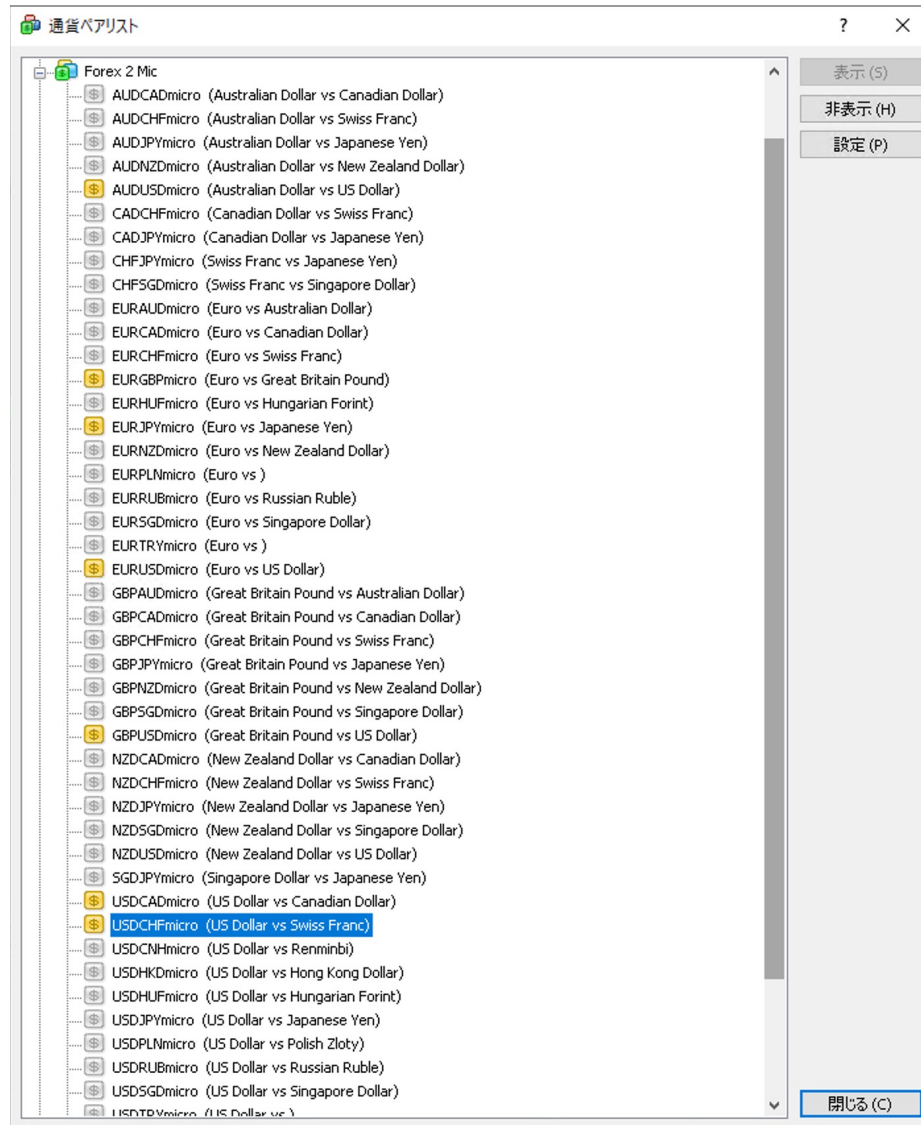 通貨ペアリスト
Forex 2 Mic
AUDCADmicro (Australian Dollar vs Canadian Dollar)
AUDCHFmicro (Australian Dollar vs Swiss Franc)
AUDJPYmicro (Australian Dollar vs Japanese Yen)
AUDNZDmicro (Australian Dollar vs New Zealand Dollar)
AUDUSDmicro (Australian Dollar vs US Dollar)
CADCHFmicro (Canadian Dollar vs Swiss Franc)
CADJPYmicro (Canadian Dollar vs Japanese Yen)
CHFJPYmicro (Swiss Franc vs Japanese Yen)
CHFSGDmicro (Swiss Franc vs Singapore Dollar)
EURAUDmicro (Euro vs Australian Dollar)
EURCADmicro (Euro vs Canadian Dollar)
EURCHFmicro (Euro vs Swiss Franc)
EURGBPmicro (Euro vs Great Britain Pound)
EURHUFmicro (Euro vs Hungarian Forint)
EURJPYmicro (Euro vs Japanese Yen)
EURNZDmicro (Euro vs New Zealand Dollar)
EURPLNmicro (Euro vs )
EURRUBmicro (Euro vs Russian Ruble)
EURSGDmicro (Euro vs Singapore Dollar)
EURTRYmicro (Euro vs )
EURUSDmicro (Euro vs US Dollar)
GBPAUDmicro (Great Britain Pound vs Australian Dollar)
GBPCADmicro (Great Britain Pound vs Canadian Dollar)
GBPCHFmicro (Great Britain Pound vs Swiss Franc)
GBPJPYmicro (Great Britain Pound vs Japanese Yen)
GBPNZDmicro (Great Britain Pound vs New Zealand Dollar)
GBPSGDmicro (Great Britain Pound vs Singapore Dollar)
GBPUSDmicro (Great Britain Pound vs US Dollar)
NZDCADmicro (New Zealand Dollar vs Canadian Dollar)
NZDCHFmicro (New Zealand Dollar vs Swiss Franc)
NZDJPYmicro (New Zealand Dollar vs Japanese Yen)
NZDSGDmicro (New Zealand Dollar vs Singapore Dollar)
NZDUSDmicro (New Zealand Dollar vs US Dollar)
SGDJPYmicro (Singapore Dollar vs Japanese Yen)
USDCADmicro (US Dollar vs Canadian Dollar)
USDCHFmicro (US Dollar vs Swiss Franc)
USDCNHmicro (US Dollar vs Renminbi)
USDHKDmicro (US Dollar vs Hong Kong Dollar)
USDHUFmicro (US Dollar vs Hungarian Forint)
USDJPYmicro (US Dollar vs Japanese Yen)
USDPLNmicro (US Dollar vs Polish Zloty)
USDRUBmicro (US Dollar vs Russian Ruble)
USDSGDmicro (US Dollar vs Singapore Dollar)
USDTRYmicro (US Dollar vs )
表示 (S)
非表示 (H)
設定 (P)
閉じる (C)